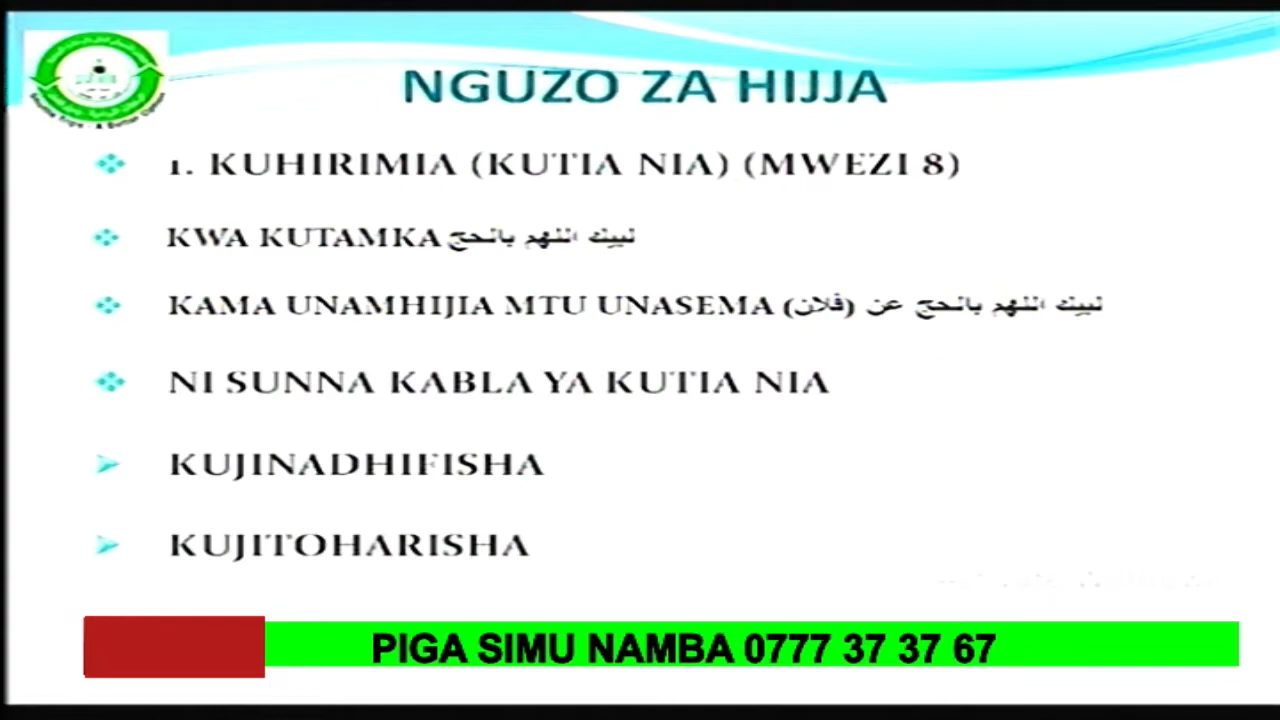 NGUZO ZA HIJJA
1. KUHIRIMIA (KUTIA NIA) (MWEZI 8)
KWA KUTAMKA لبيك اللهم بالحج
KAMA UNAMHIJIA MTU UNASEMA لبيك اللهم بالحج عن (فلان)
NI SUNNA KABLA YA KUTIA NIA
KUJINADHIFISHA
KUJITOHARISHA
PIGA SIMU NAMBA 0777 37 37 67